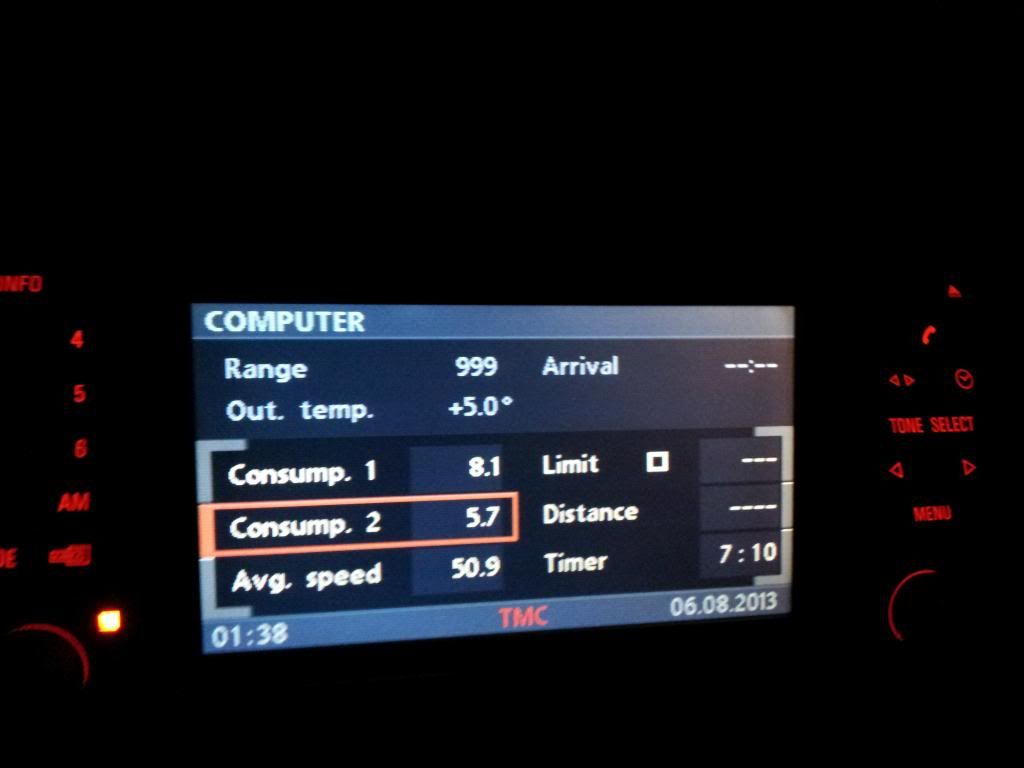 INFO
4
5
6
AM
DE
COMPUTER
Range 999 Arrival --:--
Out. temp. +5.0°
Consump. 1 8.1 Limit ---
Consump. 2 5.7 Distance ----
Avg. speed 50.9 Timer 7:10
01:38 TMC 06.08.2013
TONE SELECT
MENU